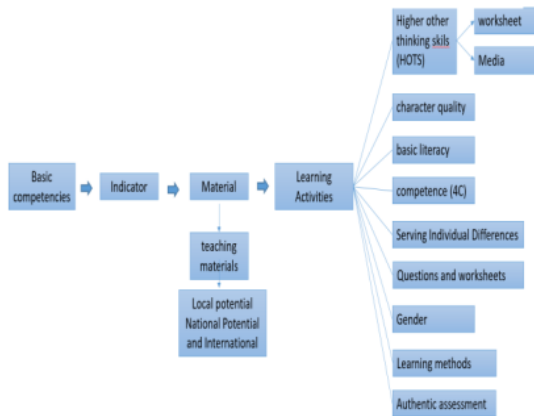 Basic
competencies
Indicator
Material
teaching
materials
Local potential
National Potential
and International
Learning
Activities
Higher other
thinking skils
(HOTS)
worksheet
Media
character quality
basic literacy
competence (4C)
Serving Individual Differences
Questions and worksheets
Gender
Learning methods
Authentic assessment